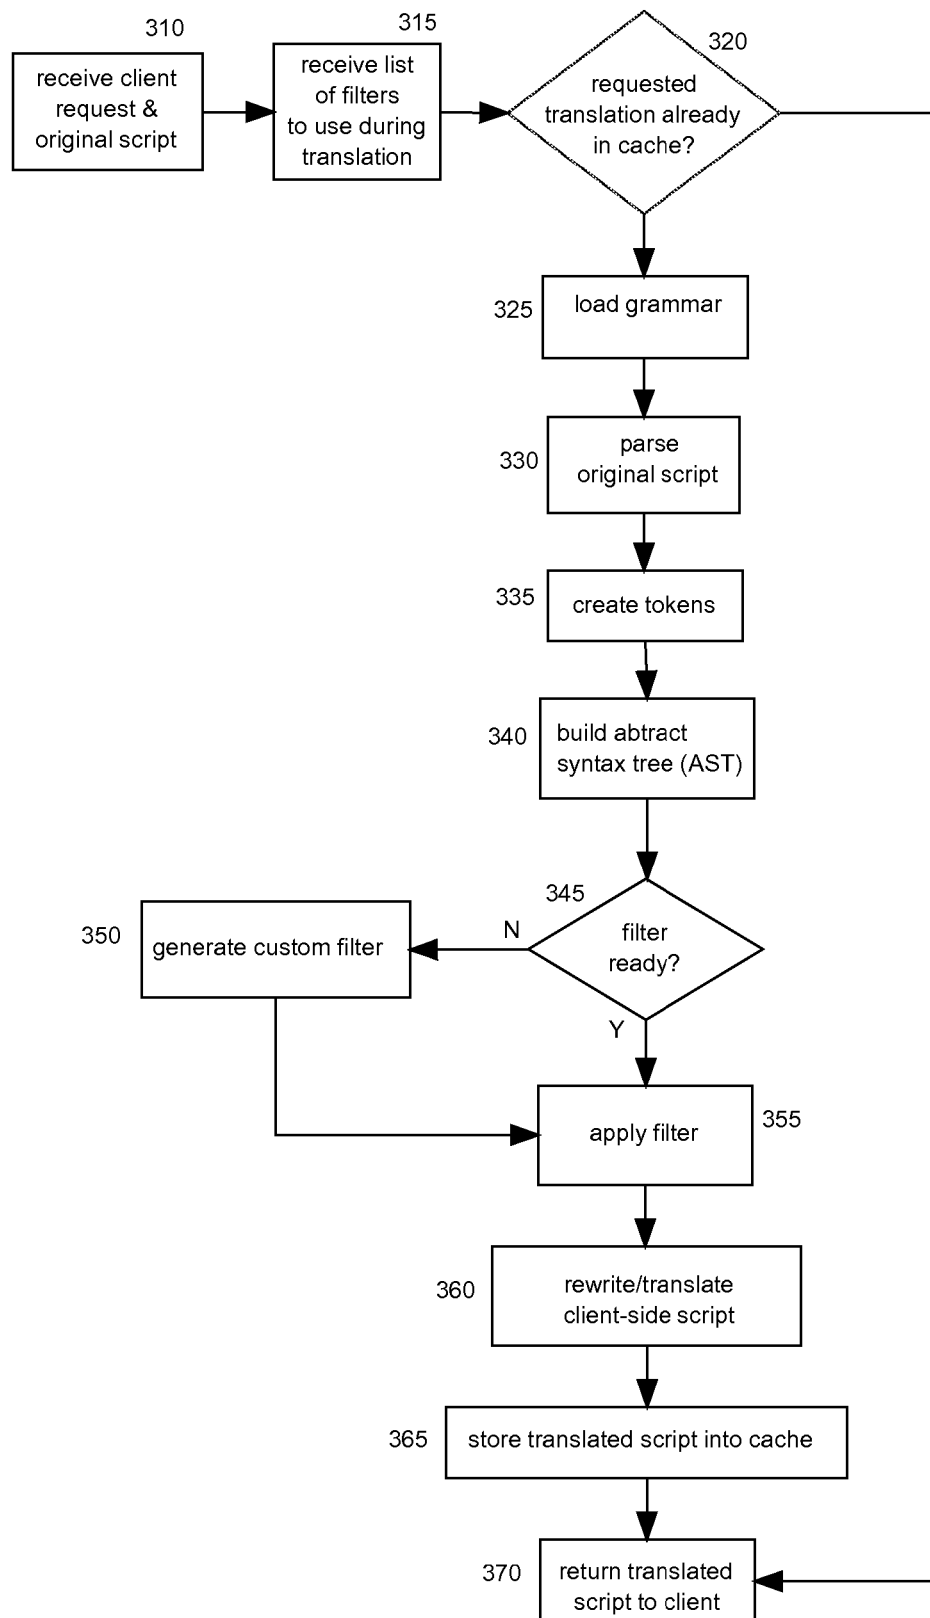 310
receive client
request &
original script
315
receive list
of filters
to use during
translation
320
requested
translation already
in cache?
325
load grammar
330
parse
original script
335
create tokens
340
build abtract
syntax tree (AST)
345
filter
ready?
N
Y
350
generate custom filter
355
apply filter
360
rewrite/translate
client-side script
365
store translated script into cache
370
return translated
script to client